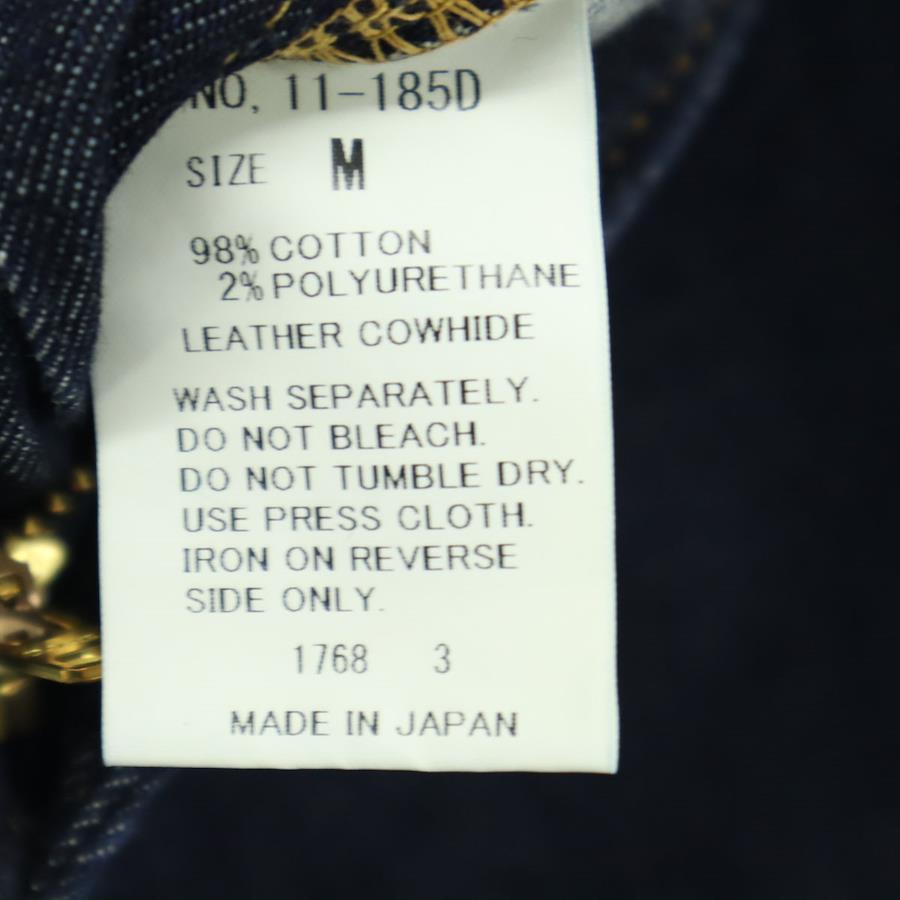 NO, 11-185D
SIZE M
98% COTTON
2% POLYURETHANE
LEATHER COWHIDE
WASH SEPARATELY.
DO NOT BLEACH.
DO NOT TUMBLE DRY.
USE PRESS CLOTH.
IRON ON REVERSE
SIDE ONLY.
1768 3
MADE IN JAPAN